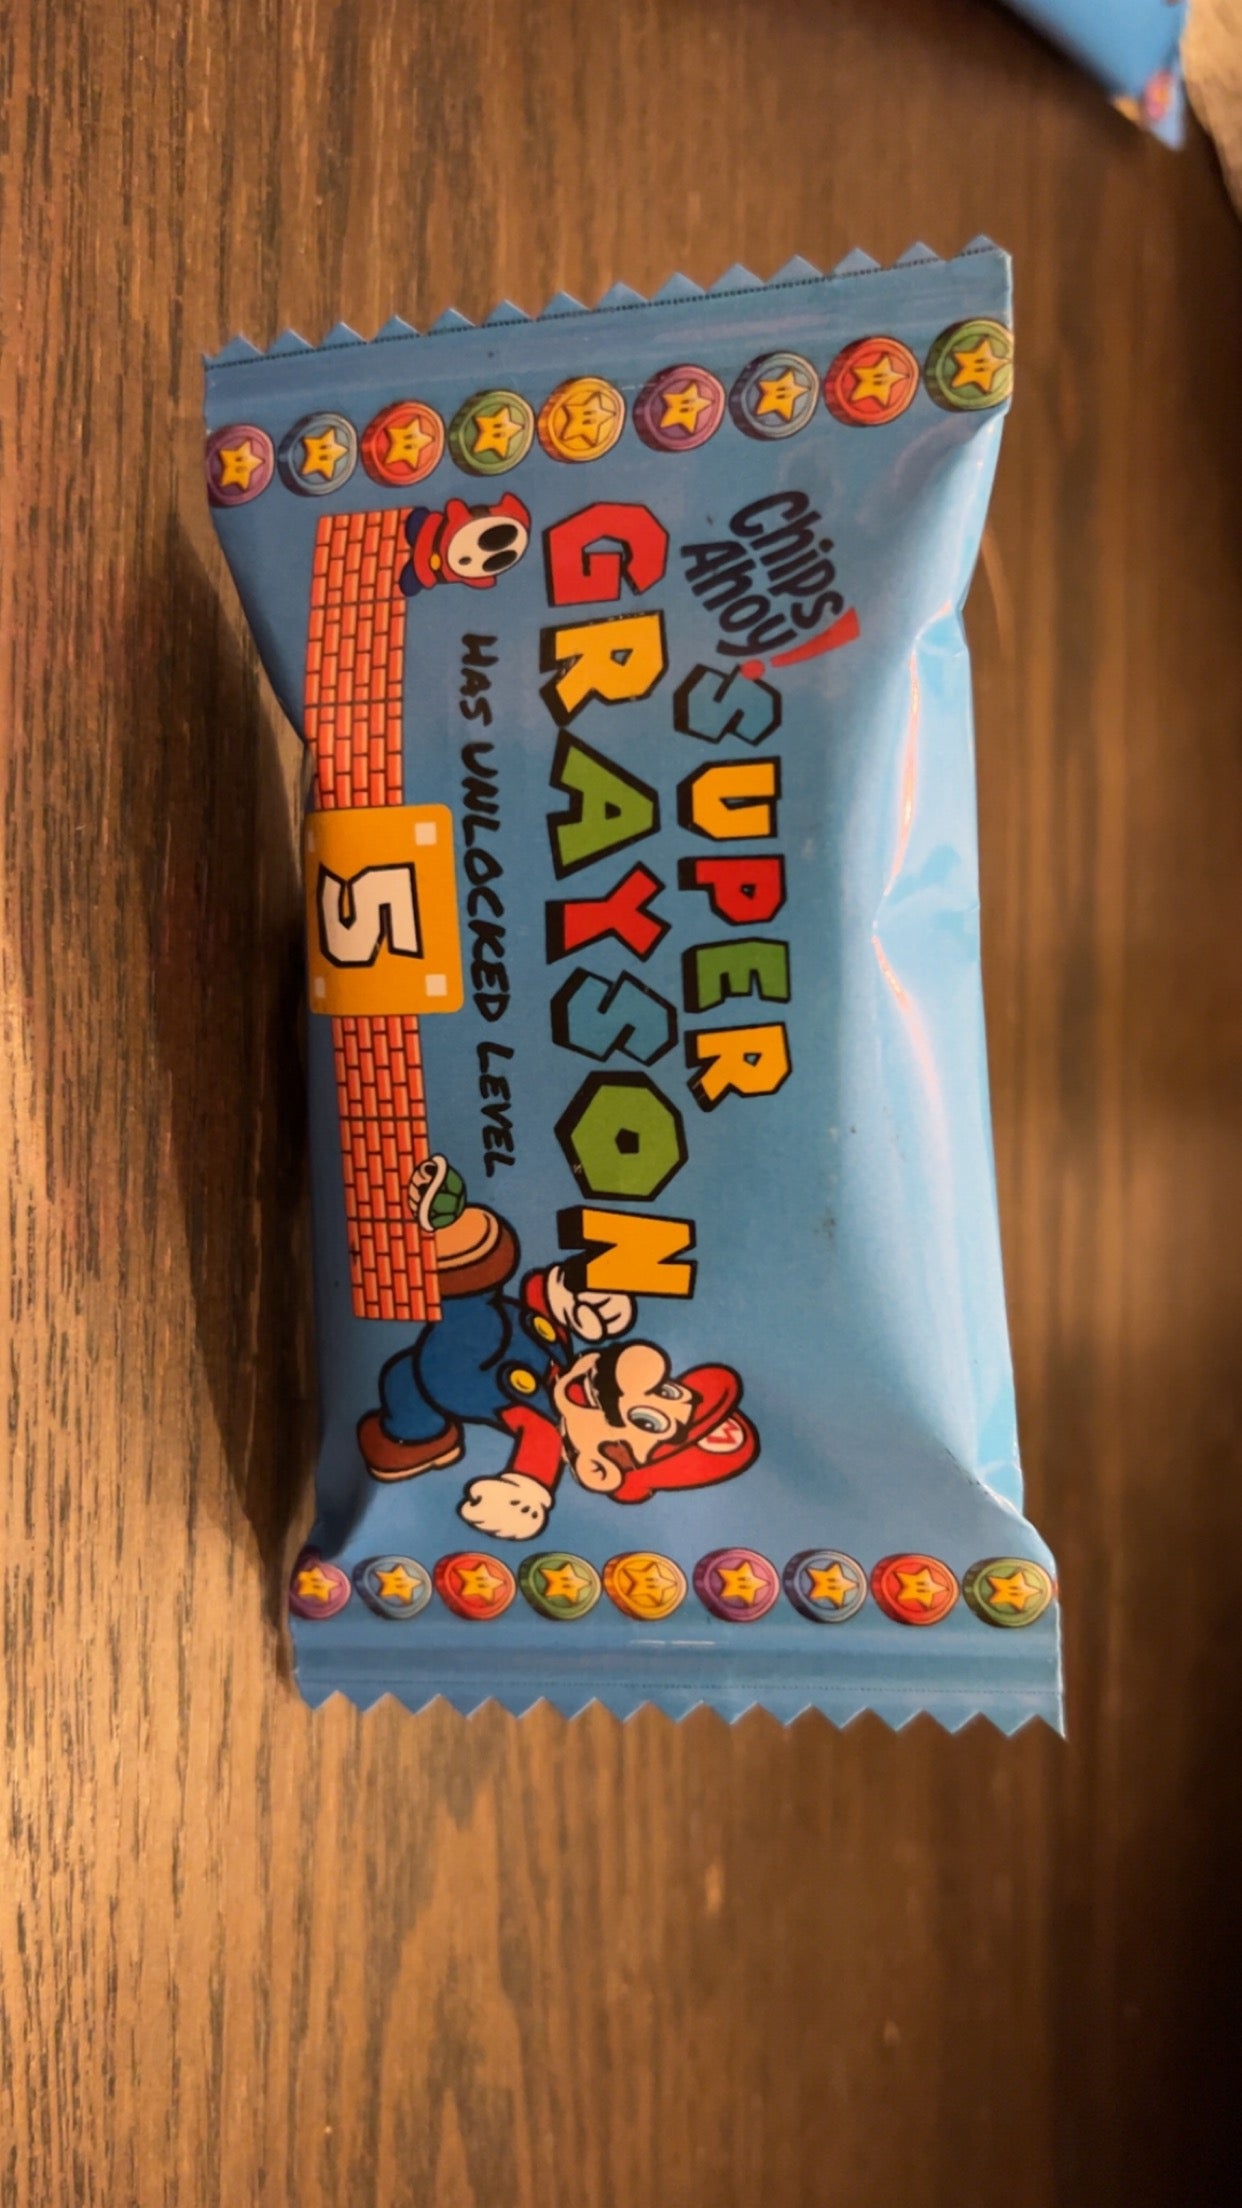 Chips
Ahoy!
SUPER
GRAYSON
HAS UNLOCKED LEVEL
5
M